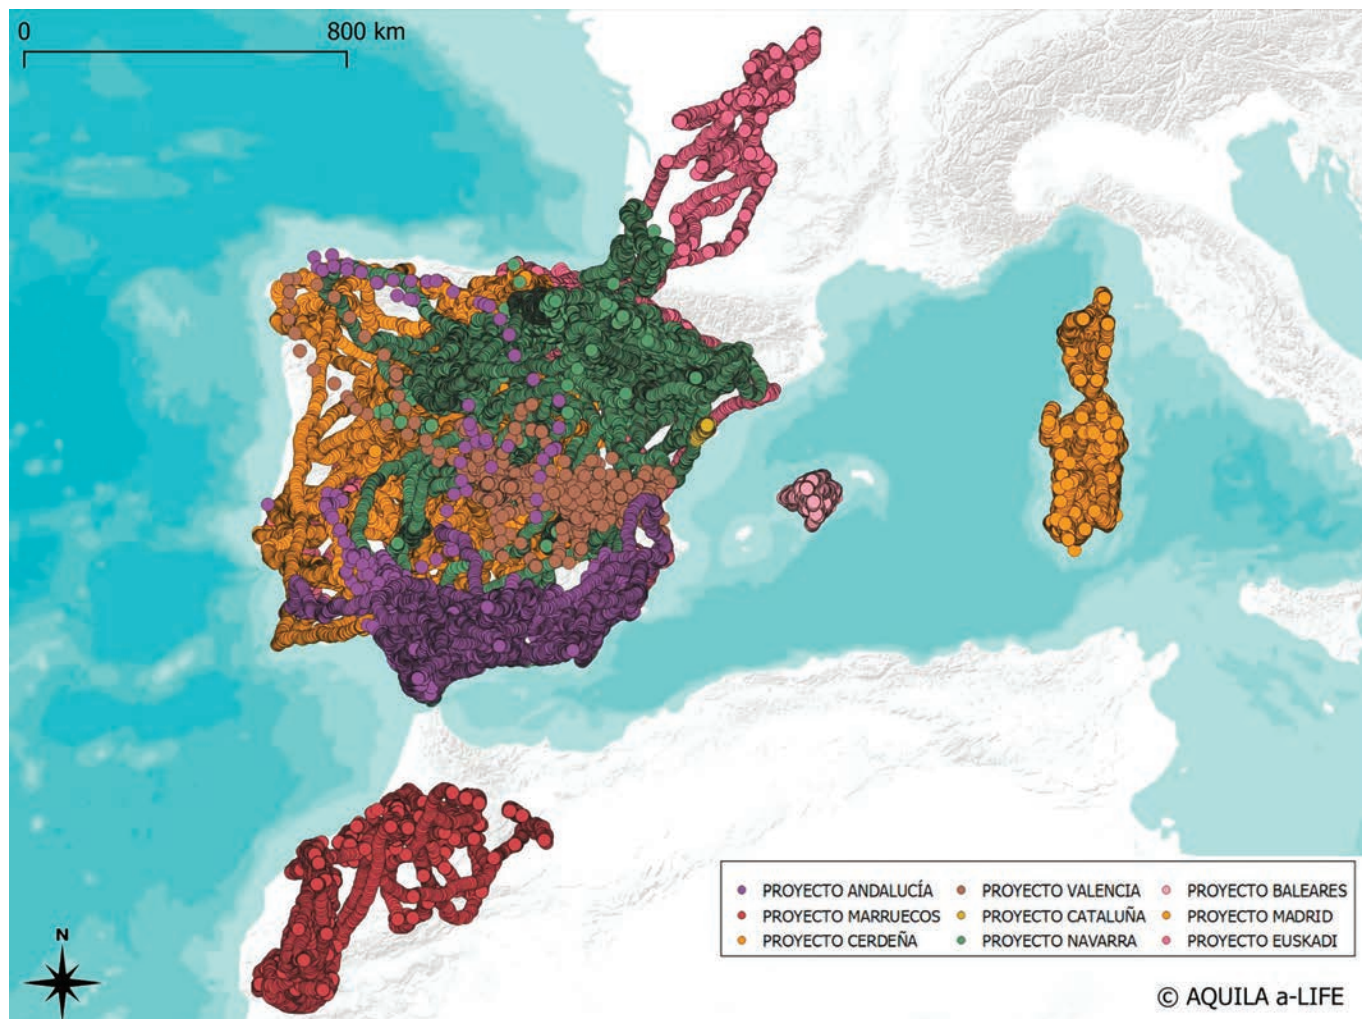 0 800 km
PROYECTO ANDALUCÍA PROYECTO VALENCIA PROYECTO BALEARES
PROYECTO MARRUECOS PROYECTO CATALUÑA PROYECTO MADRID
PROYECTO CERDEÑA PROYECTO NAVARRA PROYECTO EUSKADI
N
© AQUILA a-LIFE